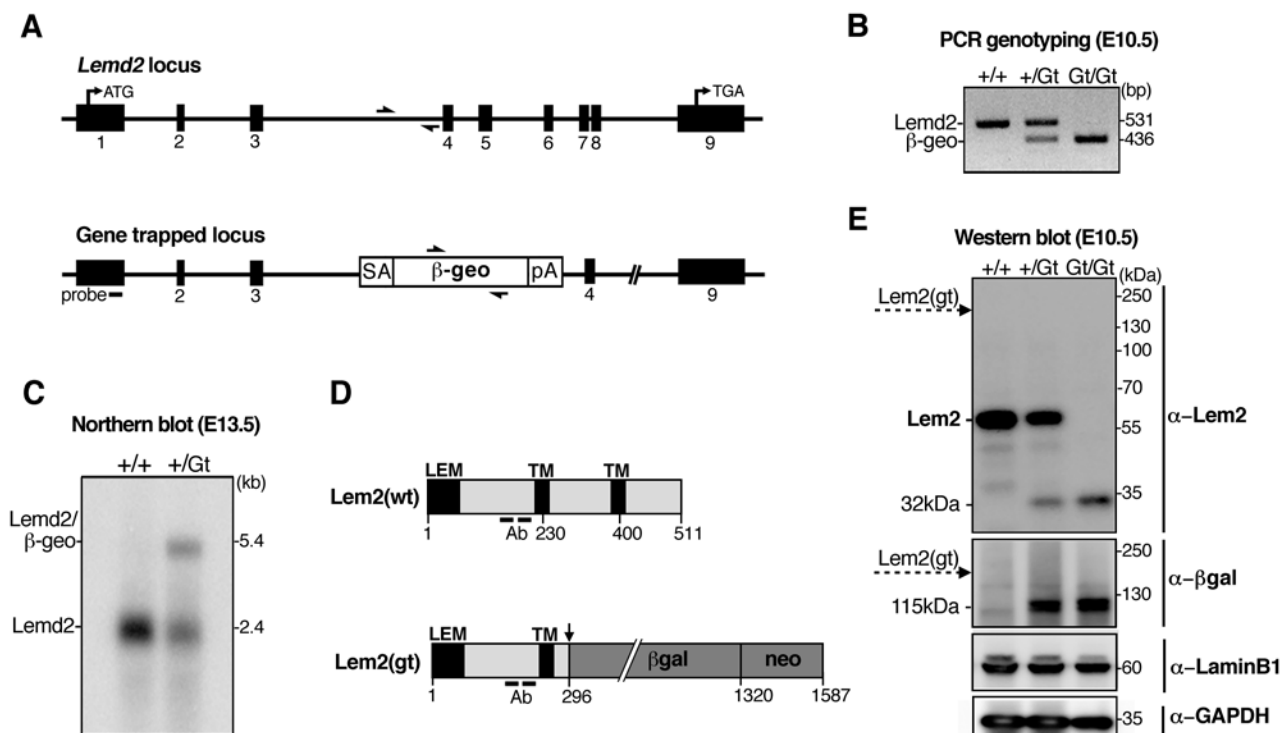 A
Lemd2 locus
ATG
TGA
1 2 3 4 5 6 7 8 9
Gene trapped locus
SA β-geo pA
probe
2 3 4 9
B
PCR genotyping (E10.5)
+/+ +/Gt Gt/Gt
(bp)
Lemd2- -531
β-geo- -436
C
Northern blot (E13.5)
+/+ +/Gt
(kb)
Lemd2/
β-geo -5.4
Lemd2- -2.4
D
LEM TM TM
Lem2(wt)
1 Ab 230 400 511
LEM TM
Lem2(gt) βgal neo
1 Ab 296 1320 1587
E
Western blot (E10.5)
+/+ +/Gt Gt/Gt
(kDa)
Lem2(gt) -250
-130
-100
-70
Lem2 - -55 α-Lem2
32kDa- -35
Lem2(gt) -250
α-βgal
115kDa- -130
60- α-LaminB1
-35 α-GAPDH